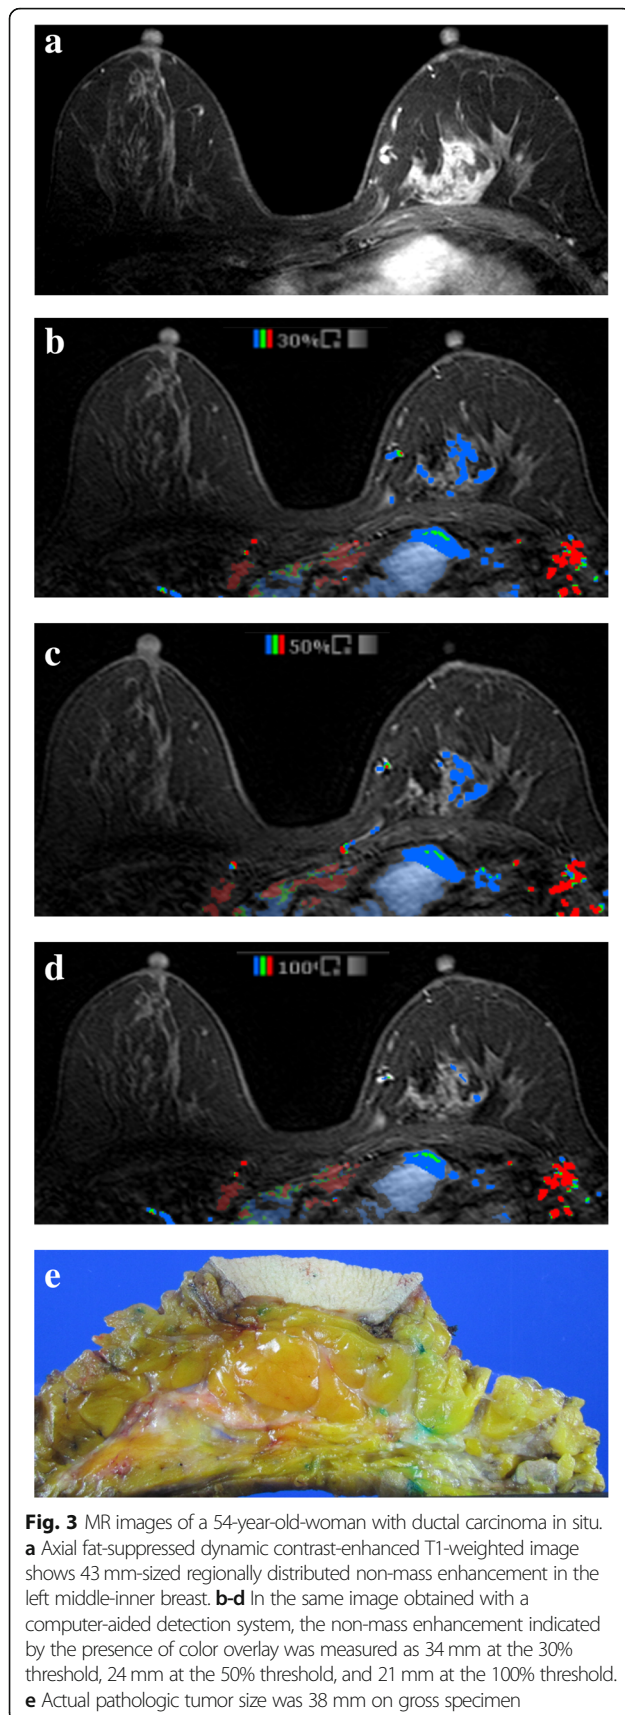 a
b
30%
c
50%
d
100
e
Fig. 3 MR images of a 54-year-old-woman with ductal carcinoma in situ.
a Axial fat-suppressed dynamic contrast-enhanced T1-weighted image
shows 43 mm-sized regionally distributed non-mass enhancement in the
left middle-inner breast. b-d In the same image obtained with a
computer-aided detection system, the non-mass enhancement indicated
by the presence of color overlay was measured as 34 mm at the 30%
threshold, 24 mm at the 50% threshold, and 21 mm at the 100% threshold.
e Actual pathologic tumor size was 38 mm on gross specimen